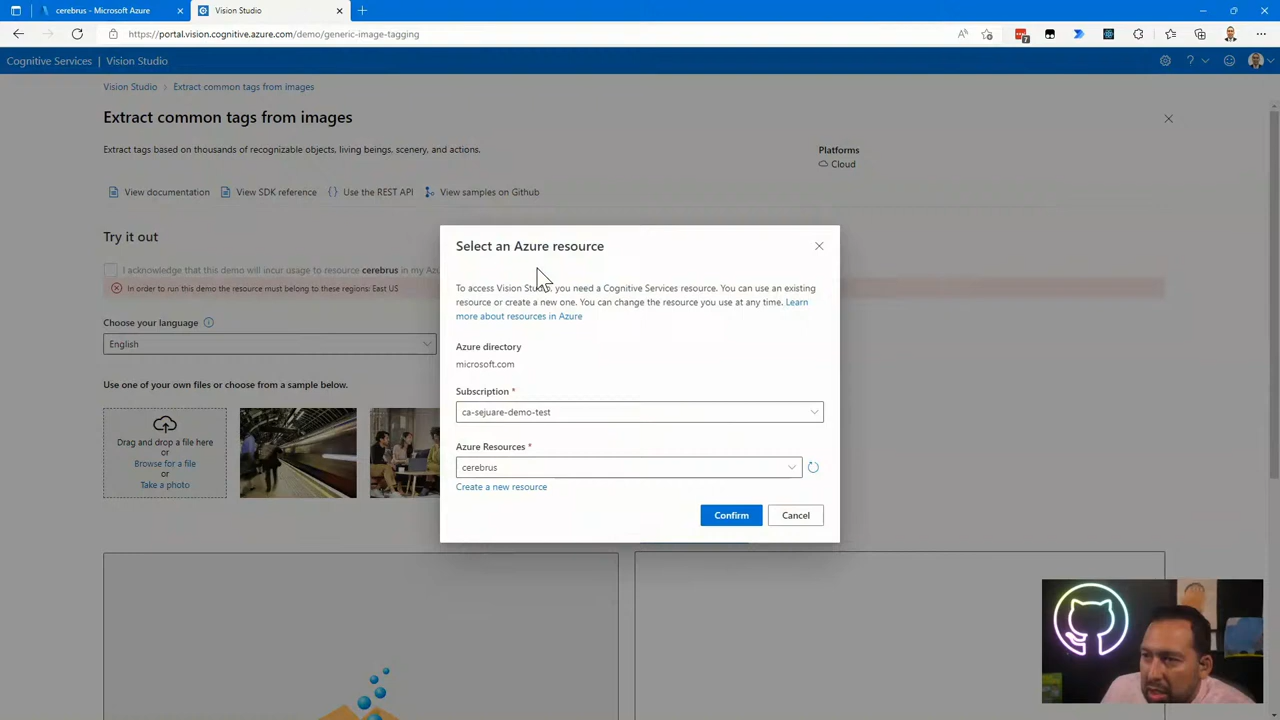 cerebrus - Microsoft Azure
Vision Studio
https://portal.vision.cognitive.azure.com/demo/generic-image-tagging
7
Cognitive Services | Vision Studio
Vision Studio > Extract common tags from images
Extract common tags from images
Extract tags based on thousands of recognizable objects, living beings, scenery, and actions.
Platforms
Cloud
View documentation
View SDK reference
Use the REST API
View samples on Github
Try it out
I acknowledge that this demo will incur usage to resource cerebrus in my Az
In order to run this demo the resource must belong to these regions: East US
Choose your language
English
Use one of your own files or choose from a sample below.
Drag and drop a file here
or
Browse for a file
or
Take a photo
Select an Azure resource
To access Vision Studio, you need a Cognitive Services resource. You can use an existing
resource or create a new one. You can change the resource you use at any time. Learn
more about resources in Azure
Azure directory
microsoft.com
Subscription *
ca-sejuare-demo-test
Azure Resources *
cerebrus
Create a new resource
Confirm
Cancel